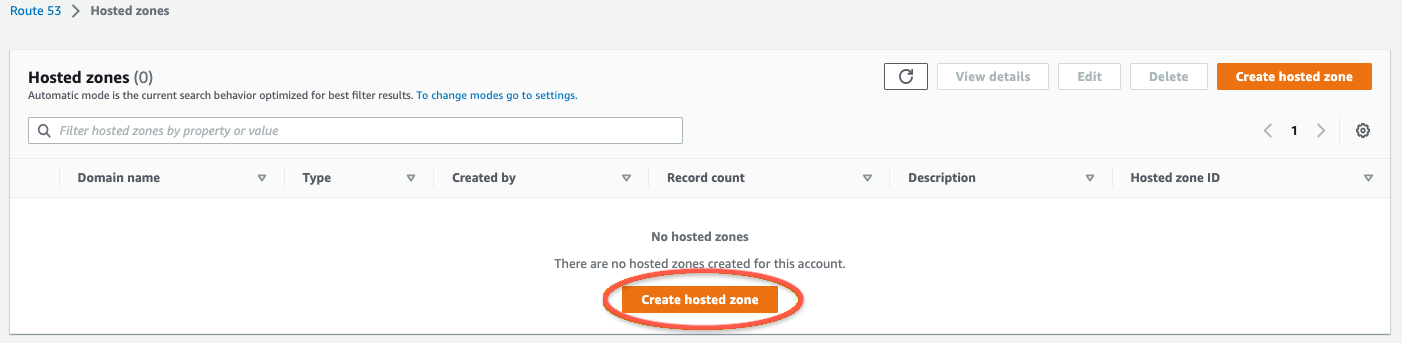 Route 53 > Hosted zones
Hosted zones (0)
View details
Edit
Delete
Create hosted zone
Automatic mode is the current search behavior optimized for best filter results. To change modes go to settings.
Filter hosted zones by property or value
1
Domain name Type Created by Record count Description Hosted zone ID
No hosted zones
There are no hosted zones created for this account.
Create hosted zone